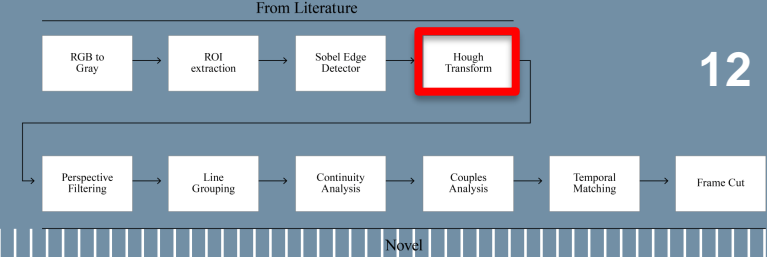 From Literature
RGB to
Gray
ROI
extraction
Sobel Edge
Detector
Hough
Transform
12
Perspective
Filtering
Line
Grouping
Continuity
Analysis
Couples
Analysis
Temporal
Matching
Frame Cut
Novel